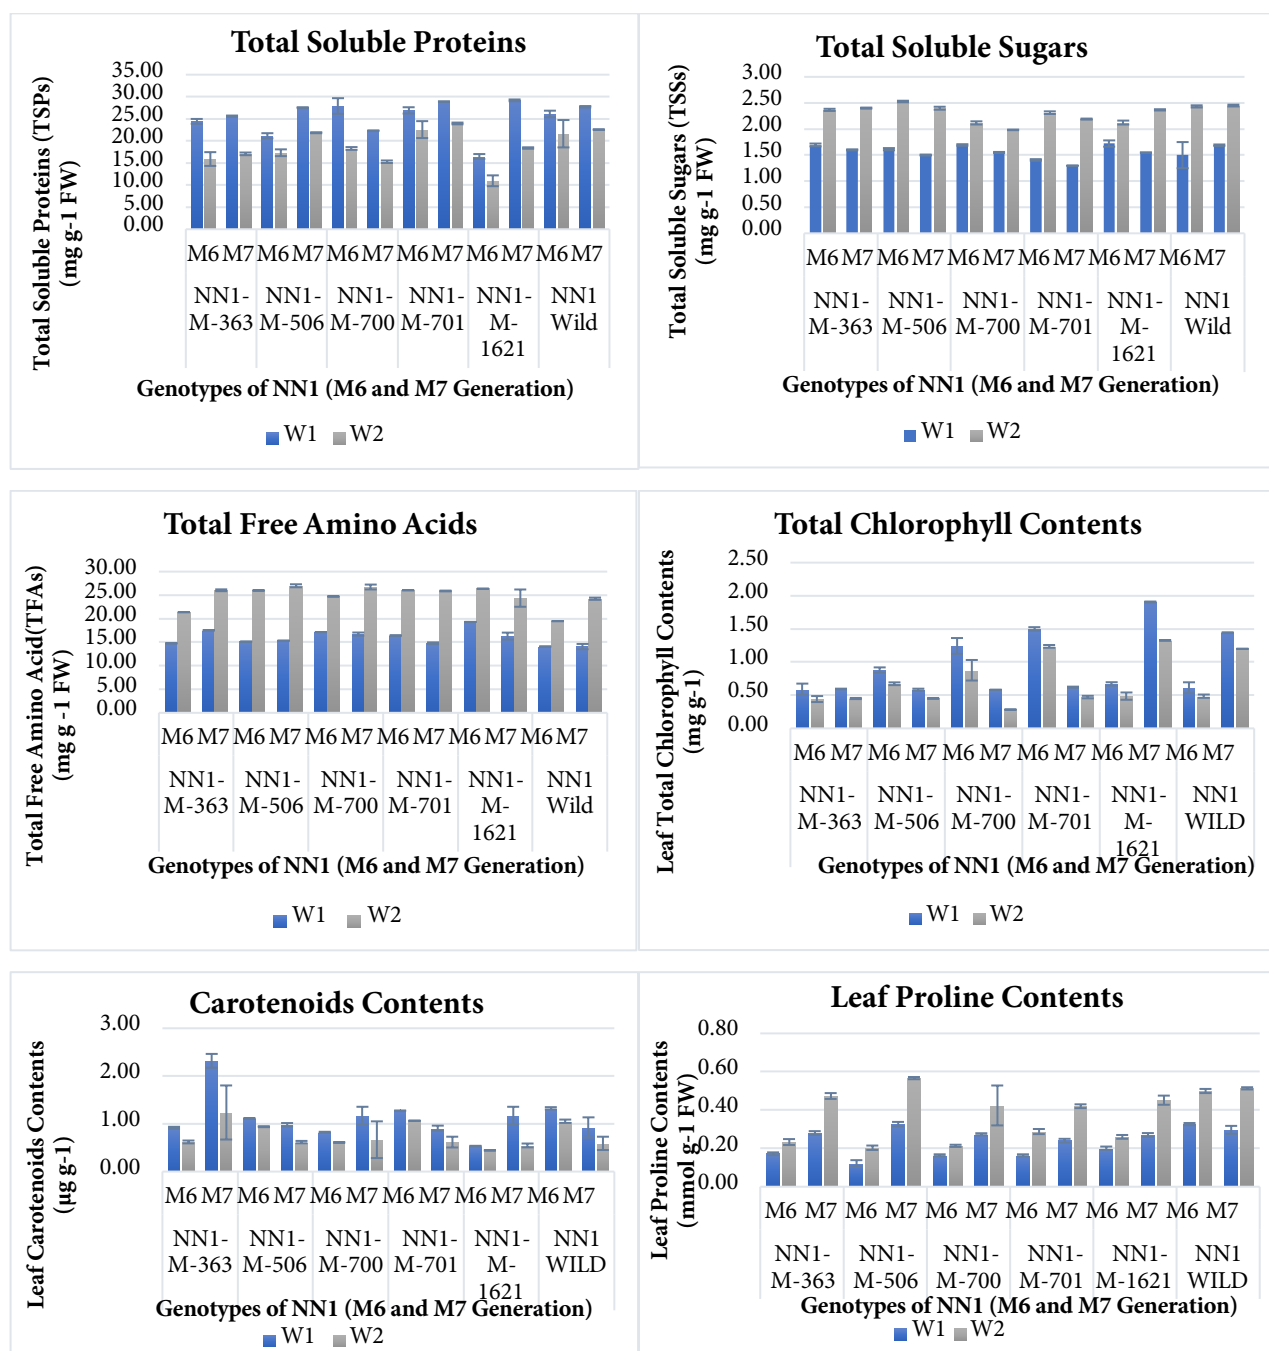 Total Soluble Proteins
Total Soluble Proteins (TSPs)
(mg g-1 FW)
35.00
30.00
25.00
20.00
15.00
10.00
5.00
0.00
M6 M7 M6 M7 M6 M7 M6 M7 M6 M7 M6 M7
NN1- NN1- NN1- NN1- NN1- NN1
M-363 M-506 M-700 M-701 M- Wild
1621
Genotypes of NN1 (M6 and M7 Generation)
W1 W2
Total Soluble Sugars
Total Soluble Sugars (TSSs)
(mg g-1 FW)
3.00
2.50
2.00
1.50
1.00
0.50
0.00
M6 M7 M6 M7 M6 M7 M6 M7 M6 M7 M6 M7
NN1- NN1- NN1- NN1- NN1- NN1
M-363 M-506 M-700 M-701 M- Wild
1621
Genotypes of NN1 (M6 and M7 Generation)
W1 W2
Total Free Amino Acids
Total Free Amino Acid(TFAs)
(mg g -1 FW)
30.00
25.00
20.00
15.00
10.00
5.00
0.00
M6 M7 M6 M7 M6 M7 M6 M7 M6 M7 M6 M7
NN1- NN1- NN1- NN1- NN1- NN1
M-363 M-506 M-700 M-701 M- Wild
1621
Genotypes of NN1 (M6 and M7 Generation)
W1 W2
Total Chlorophyll Contents
Leaf Total Chlorophyll Contents
(mg g-1)
2.50
2.00
1.50
1.00
0.50
0.00
M6 M7 M6 M7 M6 M7 M6 M7 M6 M7 M6 M7
NN1- NN1- NN1- NN1- NN1- NN1
M-363 M-506 M-700 M-701 M- WILD
1621
Genotypes of NN1 (M6 and M7 Generation)
W1 W2
Carotenoids Contents
Leaf Carotenoids Contents
(μg g-1)
3.00
2.00
1.00
0.00
M6 M7 M6 M7 M6 M7 M6 M7 M6 M7 M6 M7
NN1- NN1- NN1- NN1- NN1- NN1
M-363 M-506 M-700 M-701 M- WILD
1621
Genotypes of NN1 (M6 and M7 Generation)
W1 W2
Leaf Proline Contents
Leaf Proline Contents
(mmol g-1 FW)
0.80
0.60
0.40
0.20
0.00
M6 M7 M6 M7 M6 M7 M6 M7 M6 M7 M6 M7
NN1- NN1- NN1- NN1- NN1- NN1
M-363 M-506 M-700 M-701 M-1621 WILD
Genotypes of NN1 (M6 and M7 Generation)
W1 W2